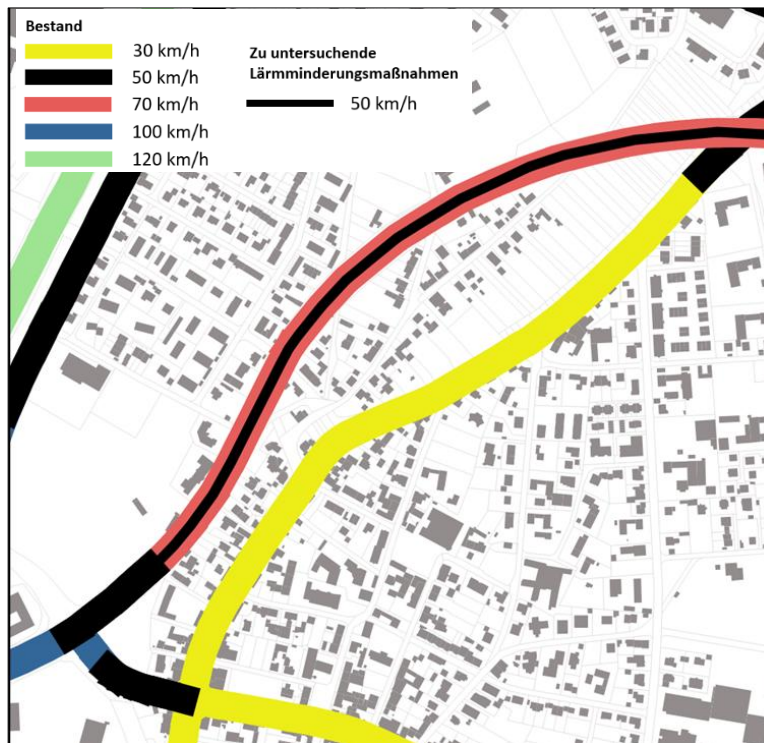 Bestand
30 km/h
50 km/h
70 km/h
100 km/h
120 km/h
Zu untersuchende
Lärmminderungsmaßnahmen
50 km/h